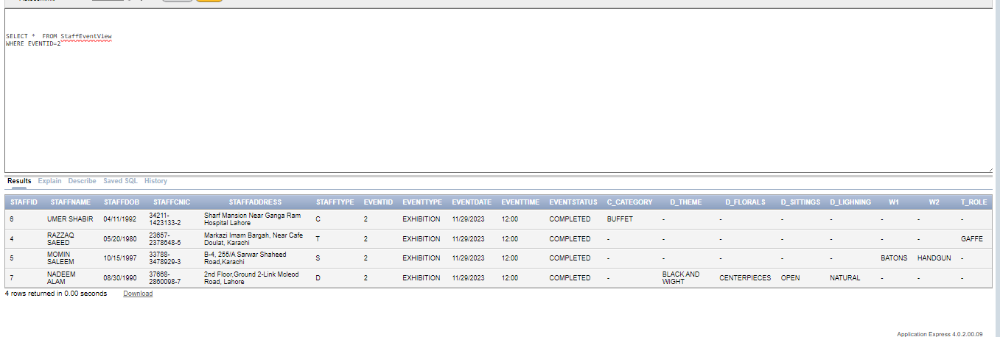 SELECT * FROM StaffEventView
WHERE EVENTID=2
Results Explain Describe Saved SQL History
STAFFID STAFFNAME STAFFDOB STAFFCNIC STAFFADDRESS STAFFTYPE EVENTID EVENTTYPE EVENTDATE EVENTTIME EVENTSTATUS C_CATEGORY D_THEME D_FLORALS D_SITTINGS D_LIGHNING W1 W2 T_ROLE
6 UMER SHABIR 04/11/1992 34211-1423133-2 Sharf Mansion Near Ganga Ram Hospital Lahore C 2 EXHIBITION 11/29/2023 12:00 COMPLETED BUFFET - - - - - - -
4 RAZZAQ SAEED 05/20/1980 23657-2378648-5 Markazi Imam Bargah, Near Cafe Doulat, Karachi T 2 EXHIBITION 11/29/2023 12:00 COMPLETED - - - - - - - GAFFE
5 MOMIN SALEEM 10/15/1997 33788-3478929-3 B-4, 255/A Sarwar Shaheed Road,Karachi S 2 EXHIBITION 11/29/2023 12:00 COMPLETED - - - - - BATONS HANDGUN -
7 NADEEM ALAM 08/30/1990 37668-2860098-7 2nd Floor,Ground 2-Link Mcleod Road, Lahore D 2 EXHIBITION 11/29/2023 12:00 COMPLETED - BLACK AND WIGHT CENTERPIECES OPEN NATURAL - - -
4 rows returned in 0.00 seconds Download
Application Express 4.0.2.00.09